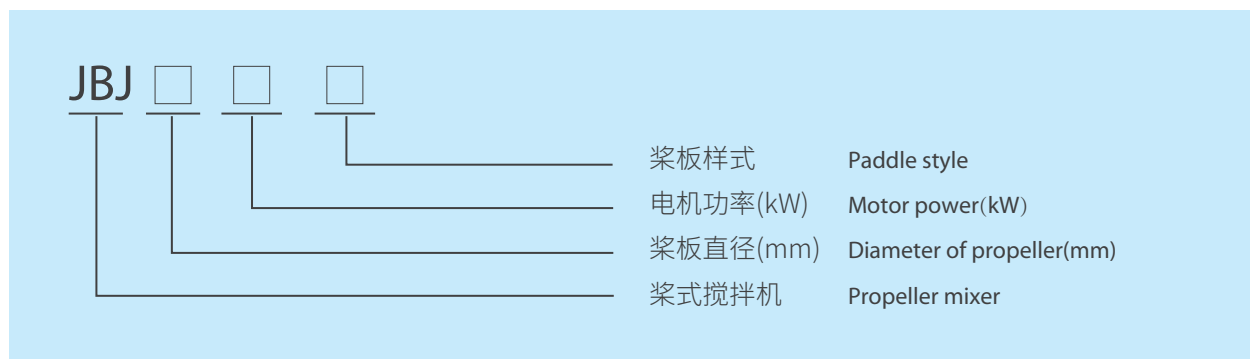 JBJ □ □ □
桨板样式 Paddle style
电机功率(kW) Motor power(kW)
桨板直径(mm) Diameter of propeller(mm)
桨式搅拌机 Propeller mixer